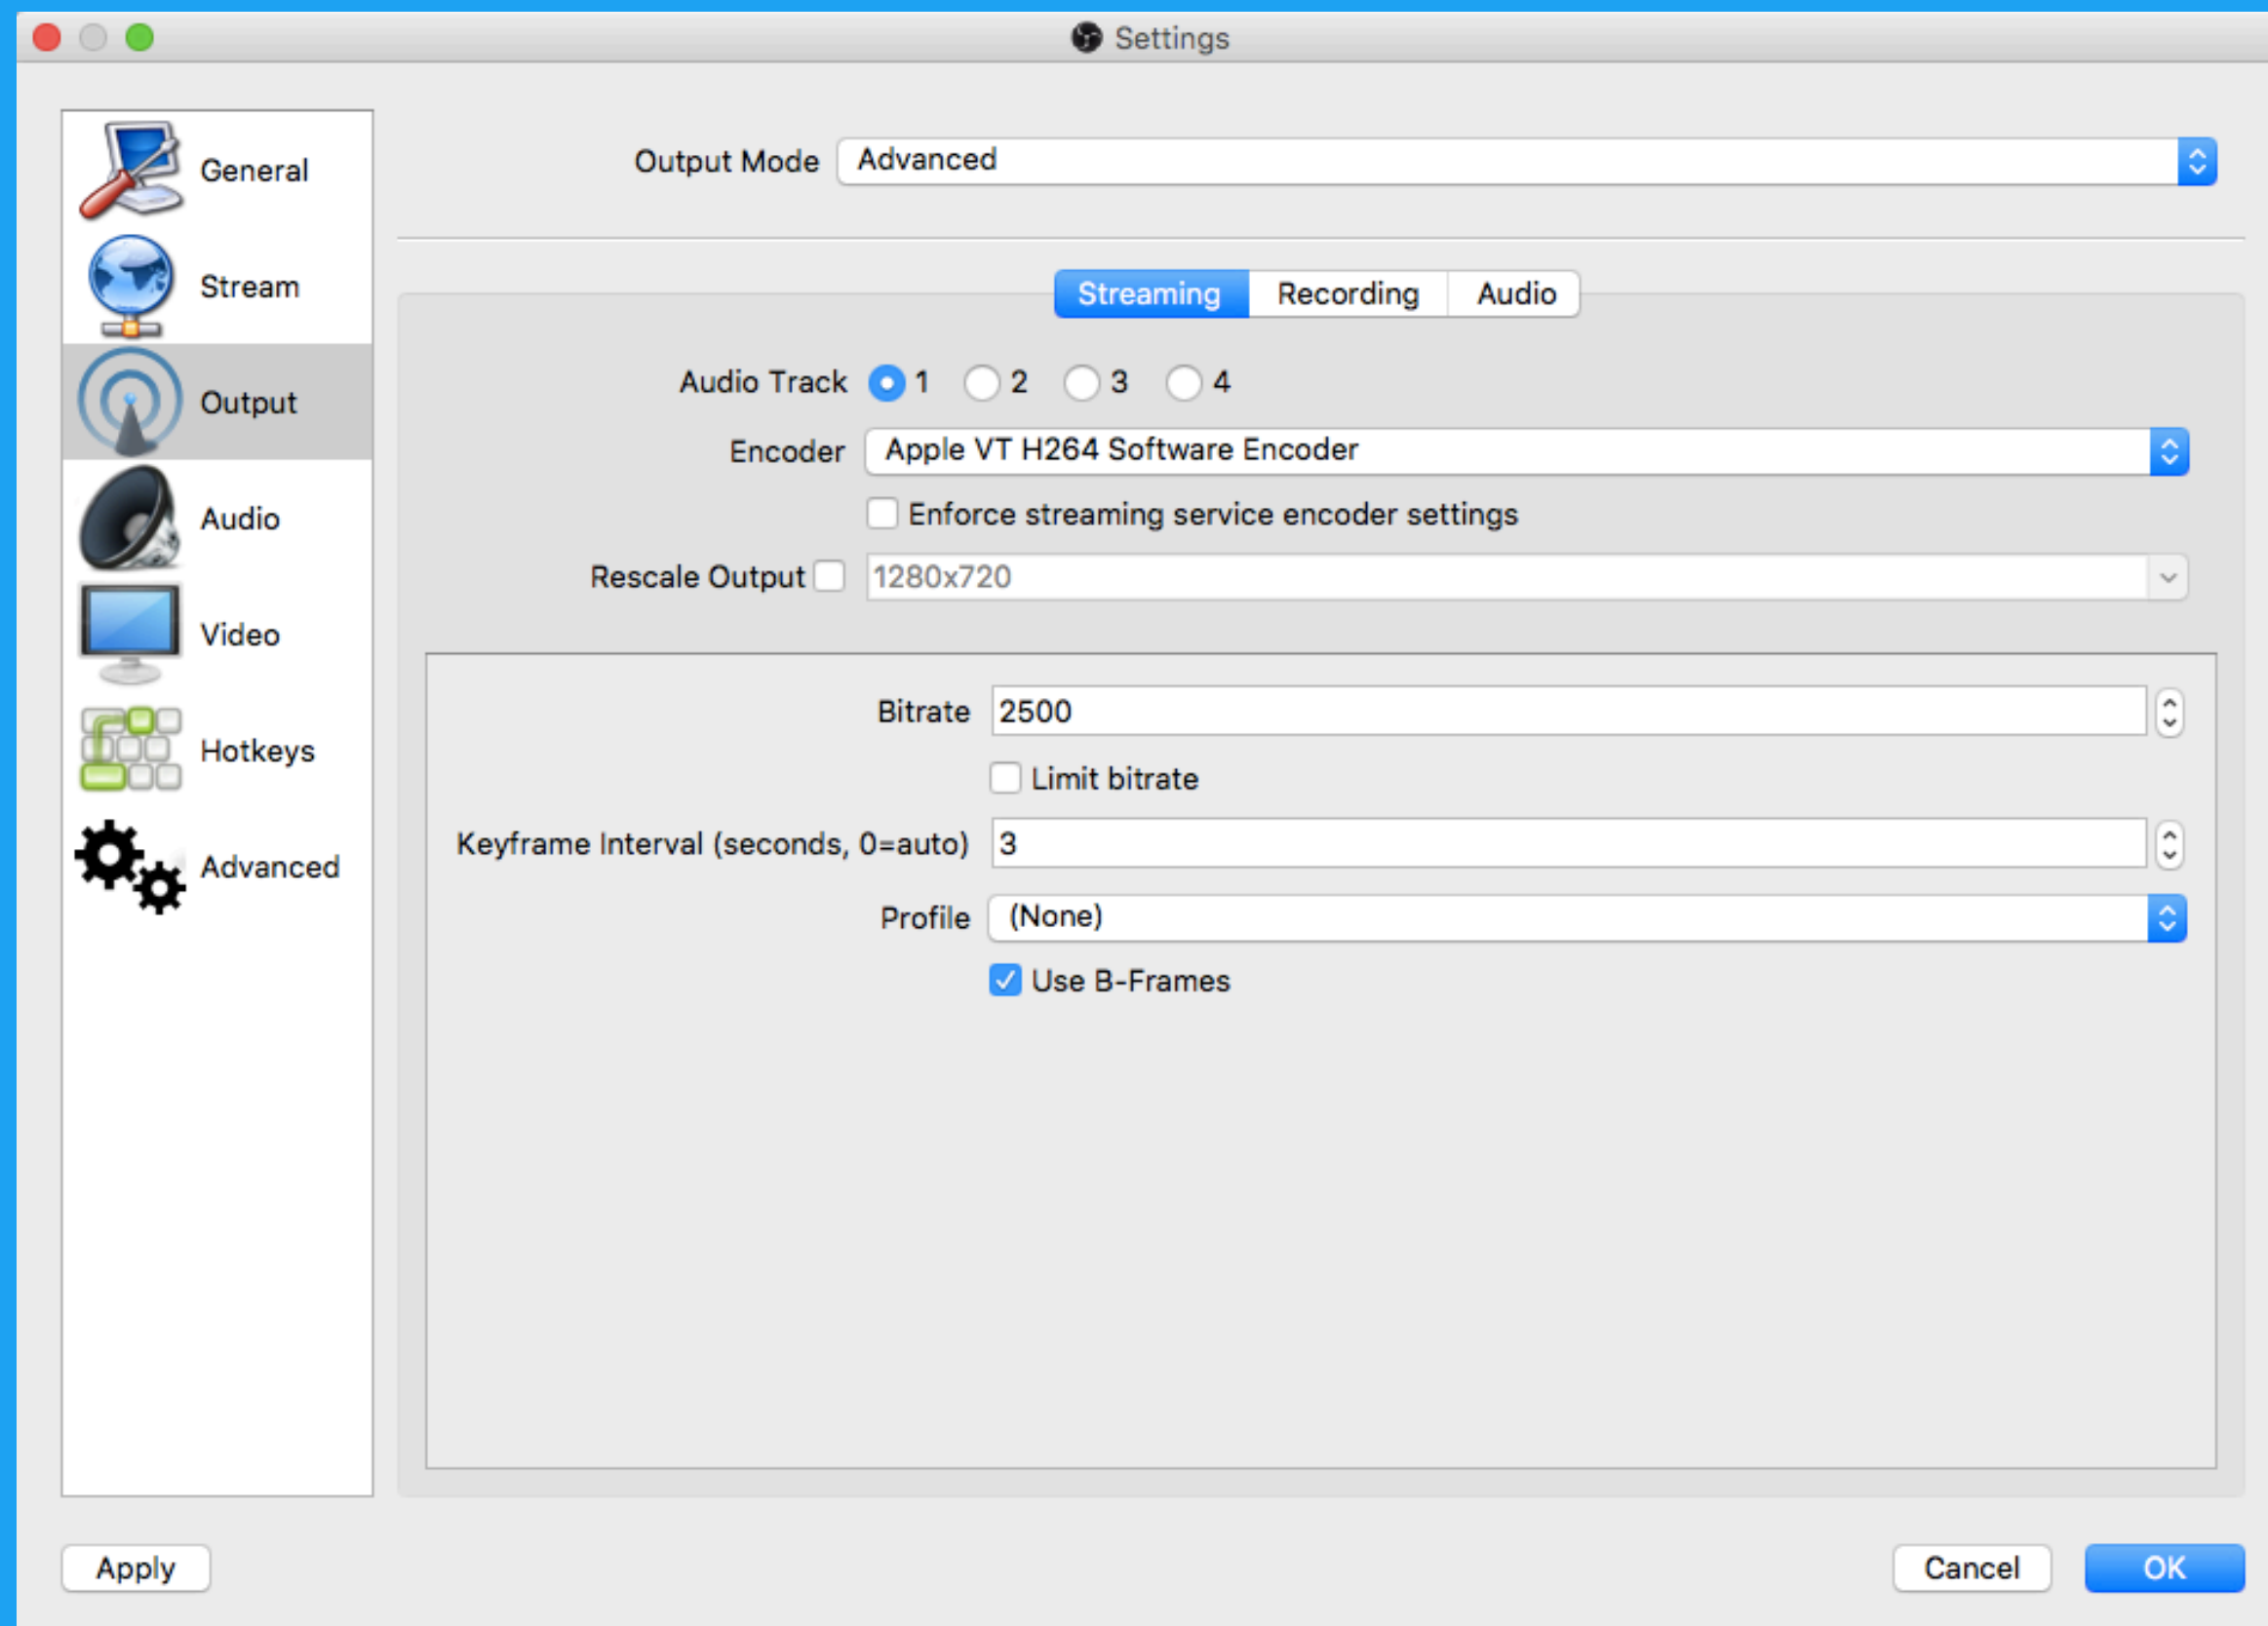 Settings
General
Stream
Output
Audio
Video
Hotkeys
Advanced
Output Mode Advanced
Streaming Recording Audio
Audio Track 1 2 3 4
Encoder Apple VT H264 Software Encoder
Enforce streaming service encoder settings
Rescale Output 1280x720
Bitrate 2500
Limit bitrate
Keyframe Interval (seconds, 0=auto) 3
Profile (None)
Use B-Frames
Apply Cancel OK